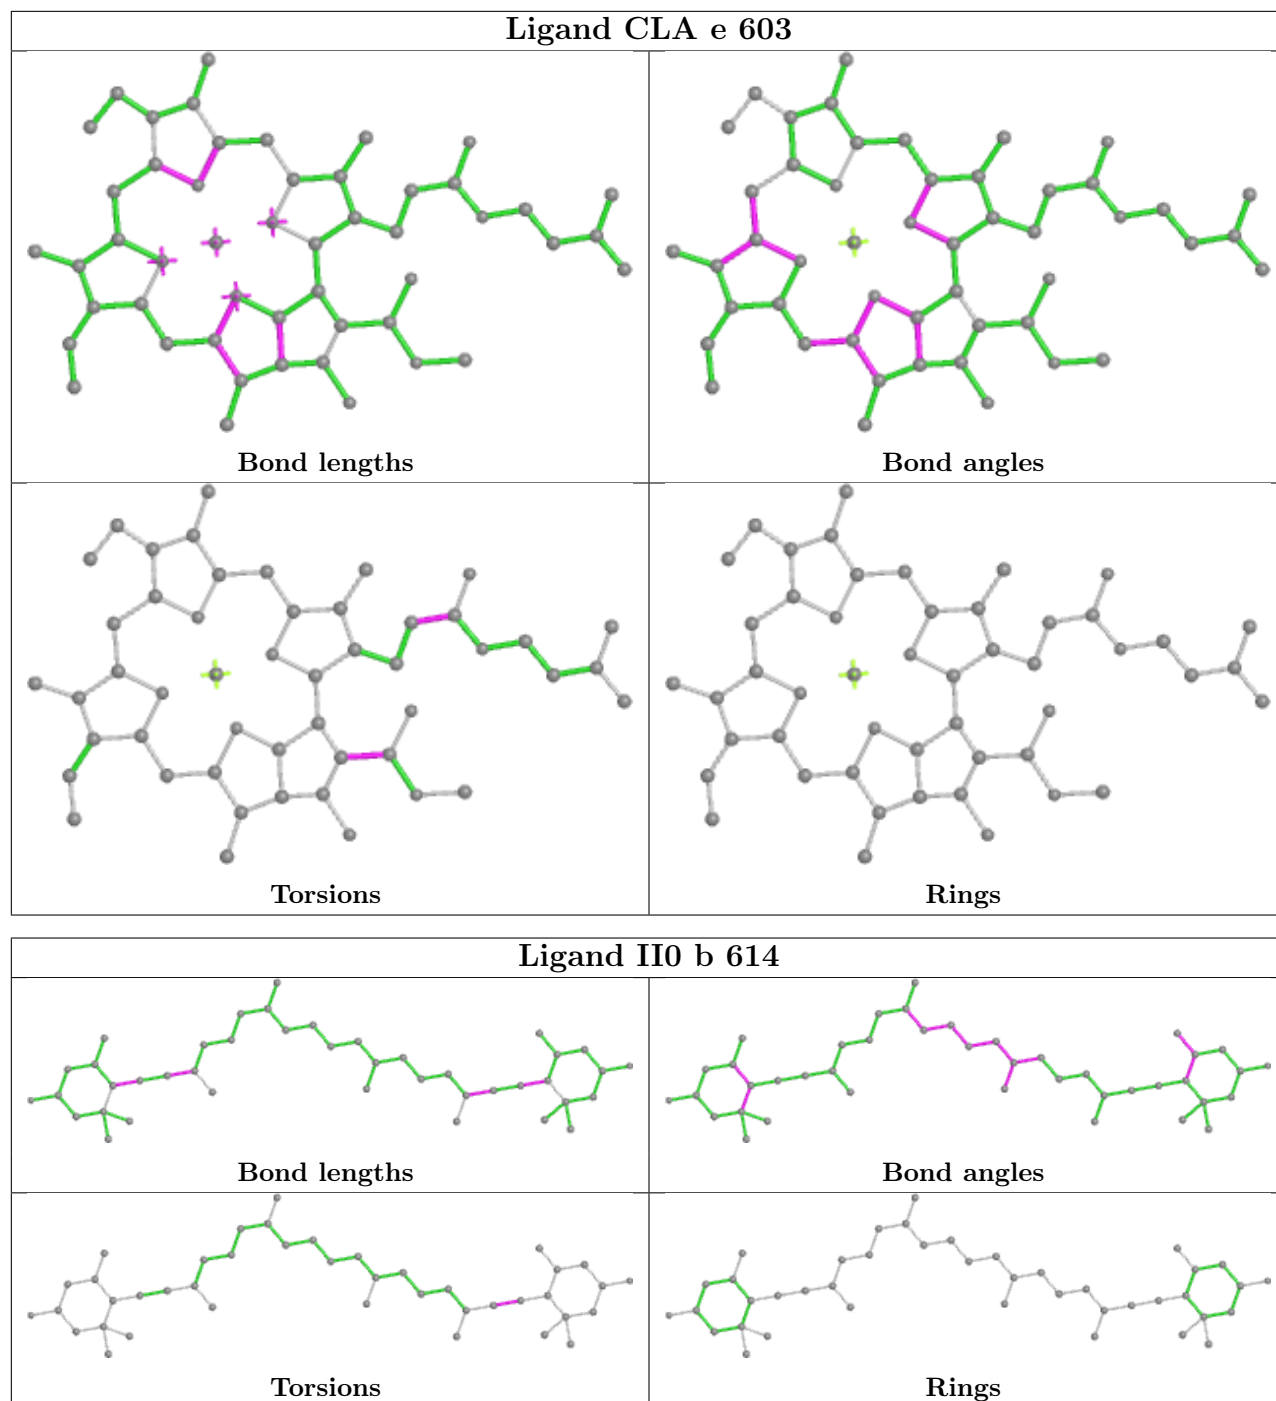 Ligand CLA e 603
Bond lengths
Bond angles
Torsions
Rings
Ligand II0 b 614
Bond lengths
Bond angles
Torsions
Rings